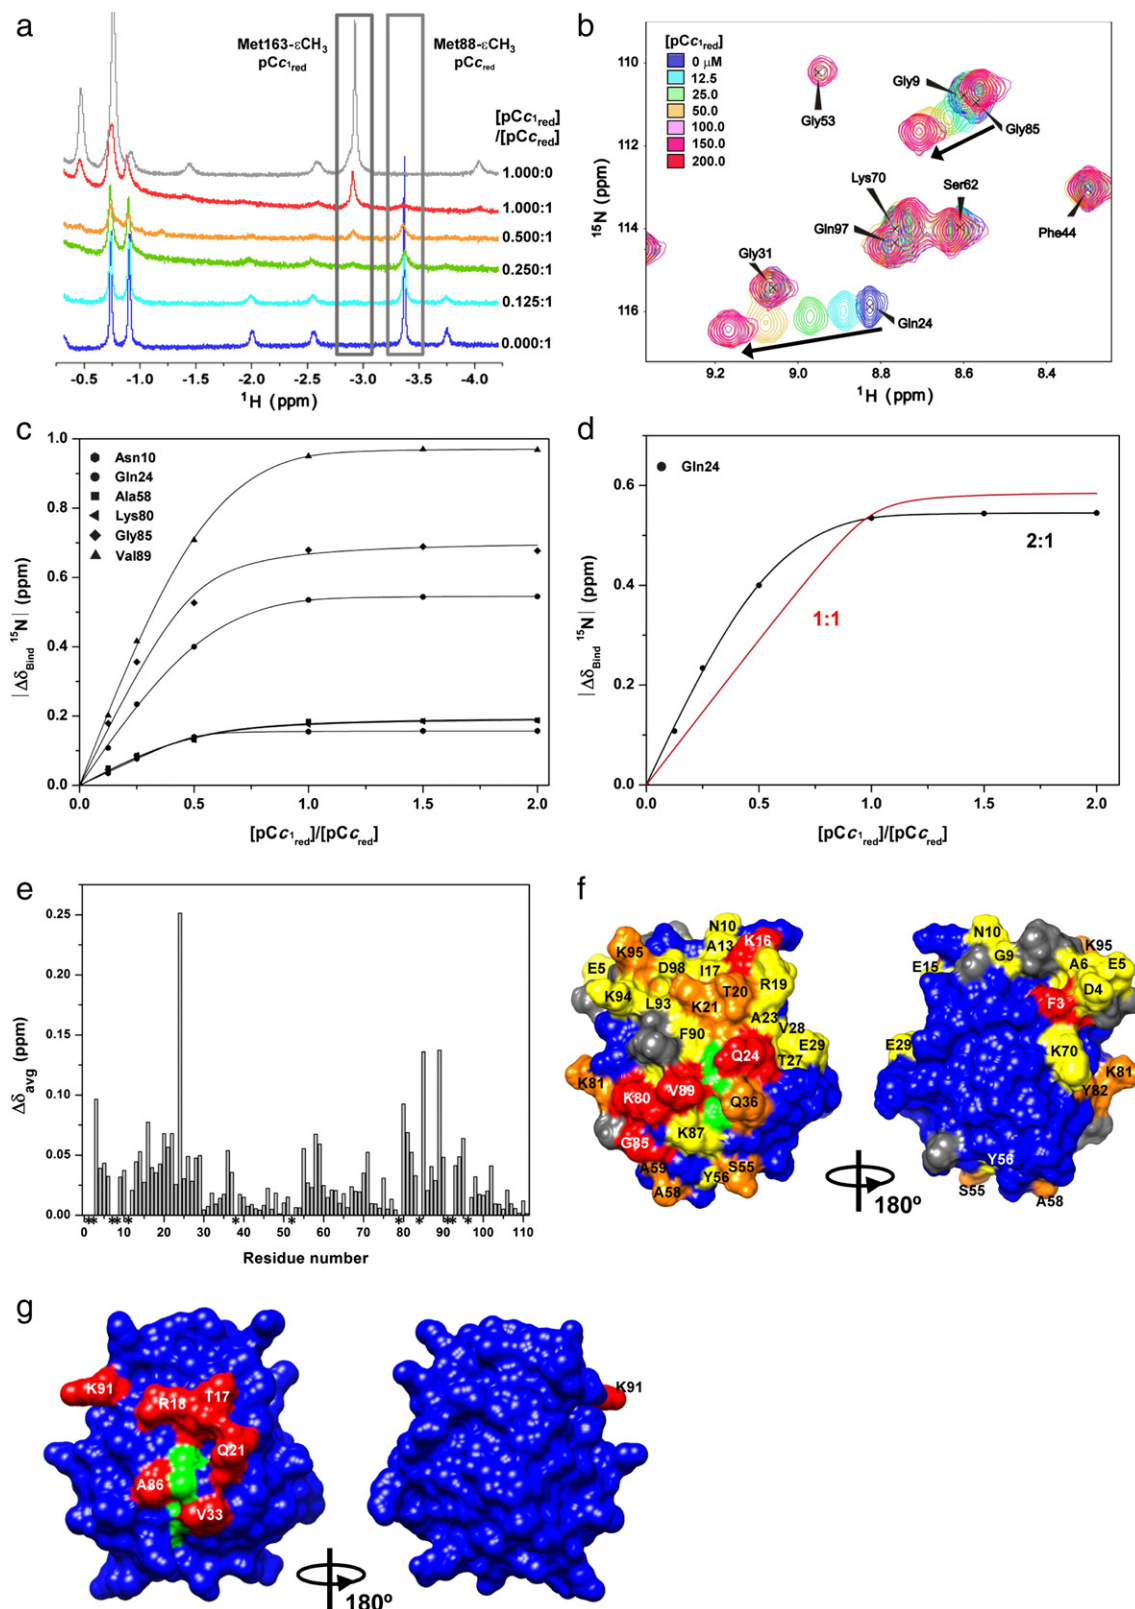 a
Met163-εCH3
pCc1red
Met88-εCH3
pCcred
[pCc1red]
/[pCcred]
1.000:0
1.000:1
0.500:1
0.250:1
0.125:1
0.000:1
-0.5 -1.0 -1.5 -2.0 -2.5 -3.0 -3.5 -4.0
1H (ppm)
b
[pCc1red]
0 μM
12.5
25.0
50.0
100.0
150.0
200.0
Gly53
Gly9
Gly85
Lys70
Ser62
Gln97
Phe44
Gly31
Gln24
110
112
114
116
15N (ppm)
9.2 9.0 8.8 8.6 8.4
1H (ppm)
c
Asn10
Gln24
Ala58
Lys80
Gly85
Val89
1.0
0.8
0.6
0.4
0.2
0.0
|ΔδBind 15N| (ppm)
0.0 0.5 1.0 1.5 2.0
[pCc1red]/[pCcred]
d
Gln24
2:1
1:1
0.6
0.4
0.2
0.0
|ΔδBind 15N| (ppm)
0.0 0.5 1.0 1.5 2.0
[pCc1red]/[pCcred]
e
0.25
0.20
0.15
0.10
0.05
0.00
Δδavg (ppm)
0 10 20 30 40 50 60 70 80 90 100 110
* * * * * * * * * * * *
Residue number
f
N10
K95
A13
K16
E5
D98
I17
K94
T20
R19
L93
K21
A23
V28
F90
E29
Q24
T27
K81
K80
V89
Q36
G85
K87
A59
Y56
S55
A58
180º
N10
K95
G9
A6
E5
E15
D4
F3
E29
K70
K81
Y82
Y56
S55
A58
g
K91
R18
T17
Q21
A86
V33
180º
K91